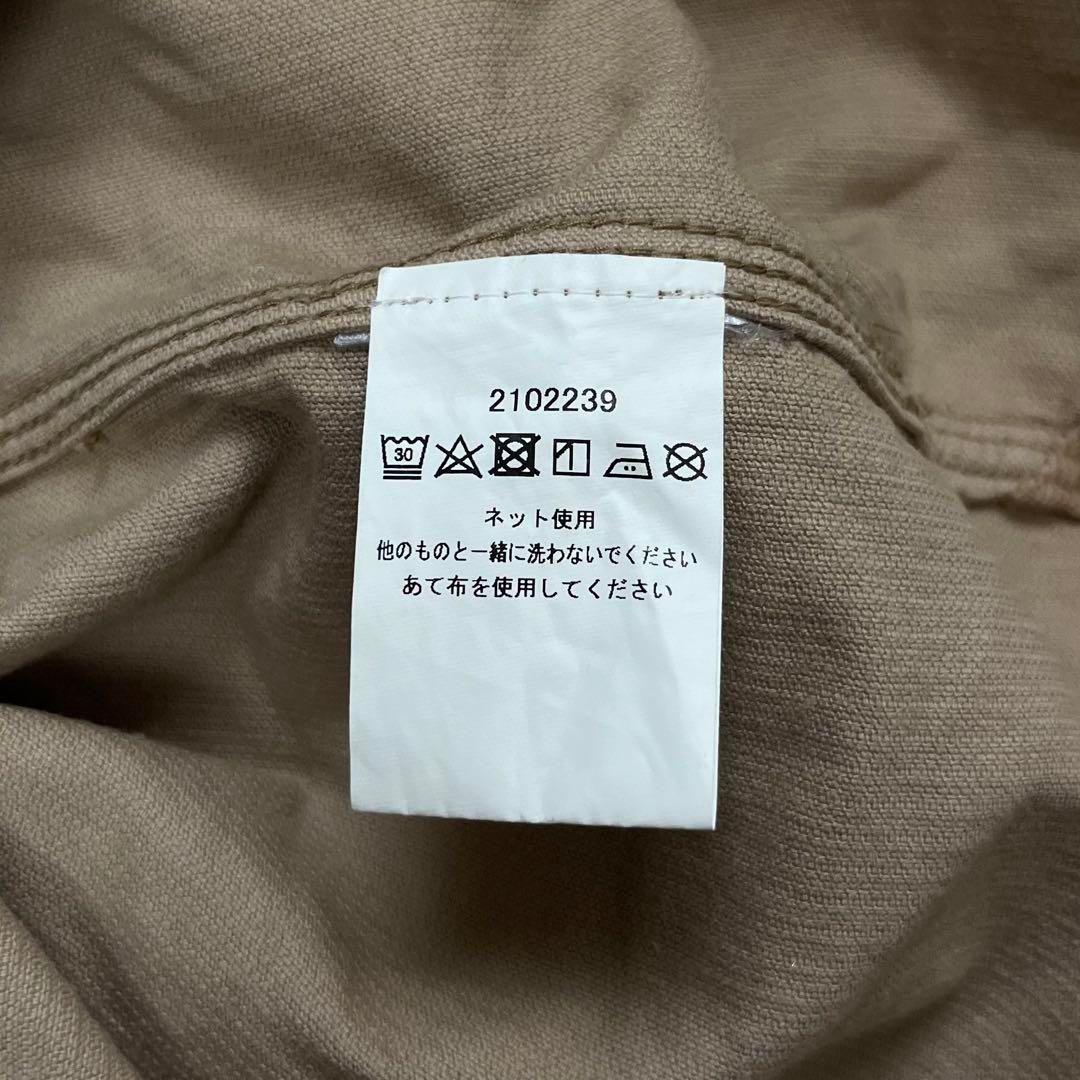 2102239
30
ネット使用
他のものと一緒に洗わないでください
あて布を使用してください